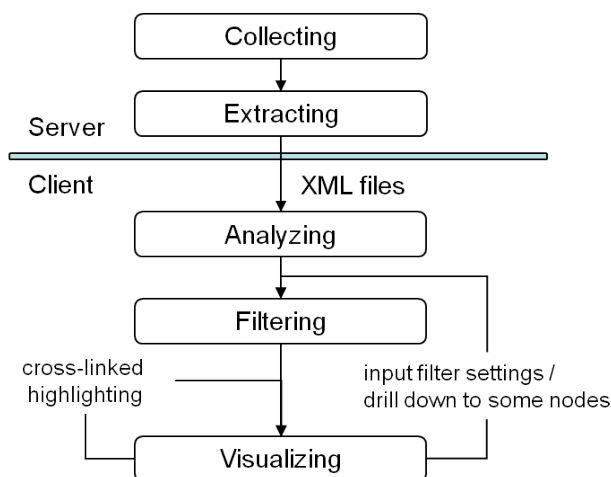 Collecting
Extracting
Server
Client
XML files
Analyzing
Filtering
cross-linked
highlighting
input filter settings /
drill down to some nodes
Visualizing